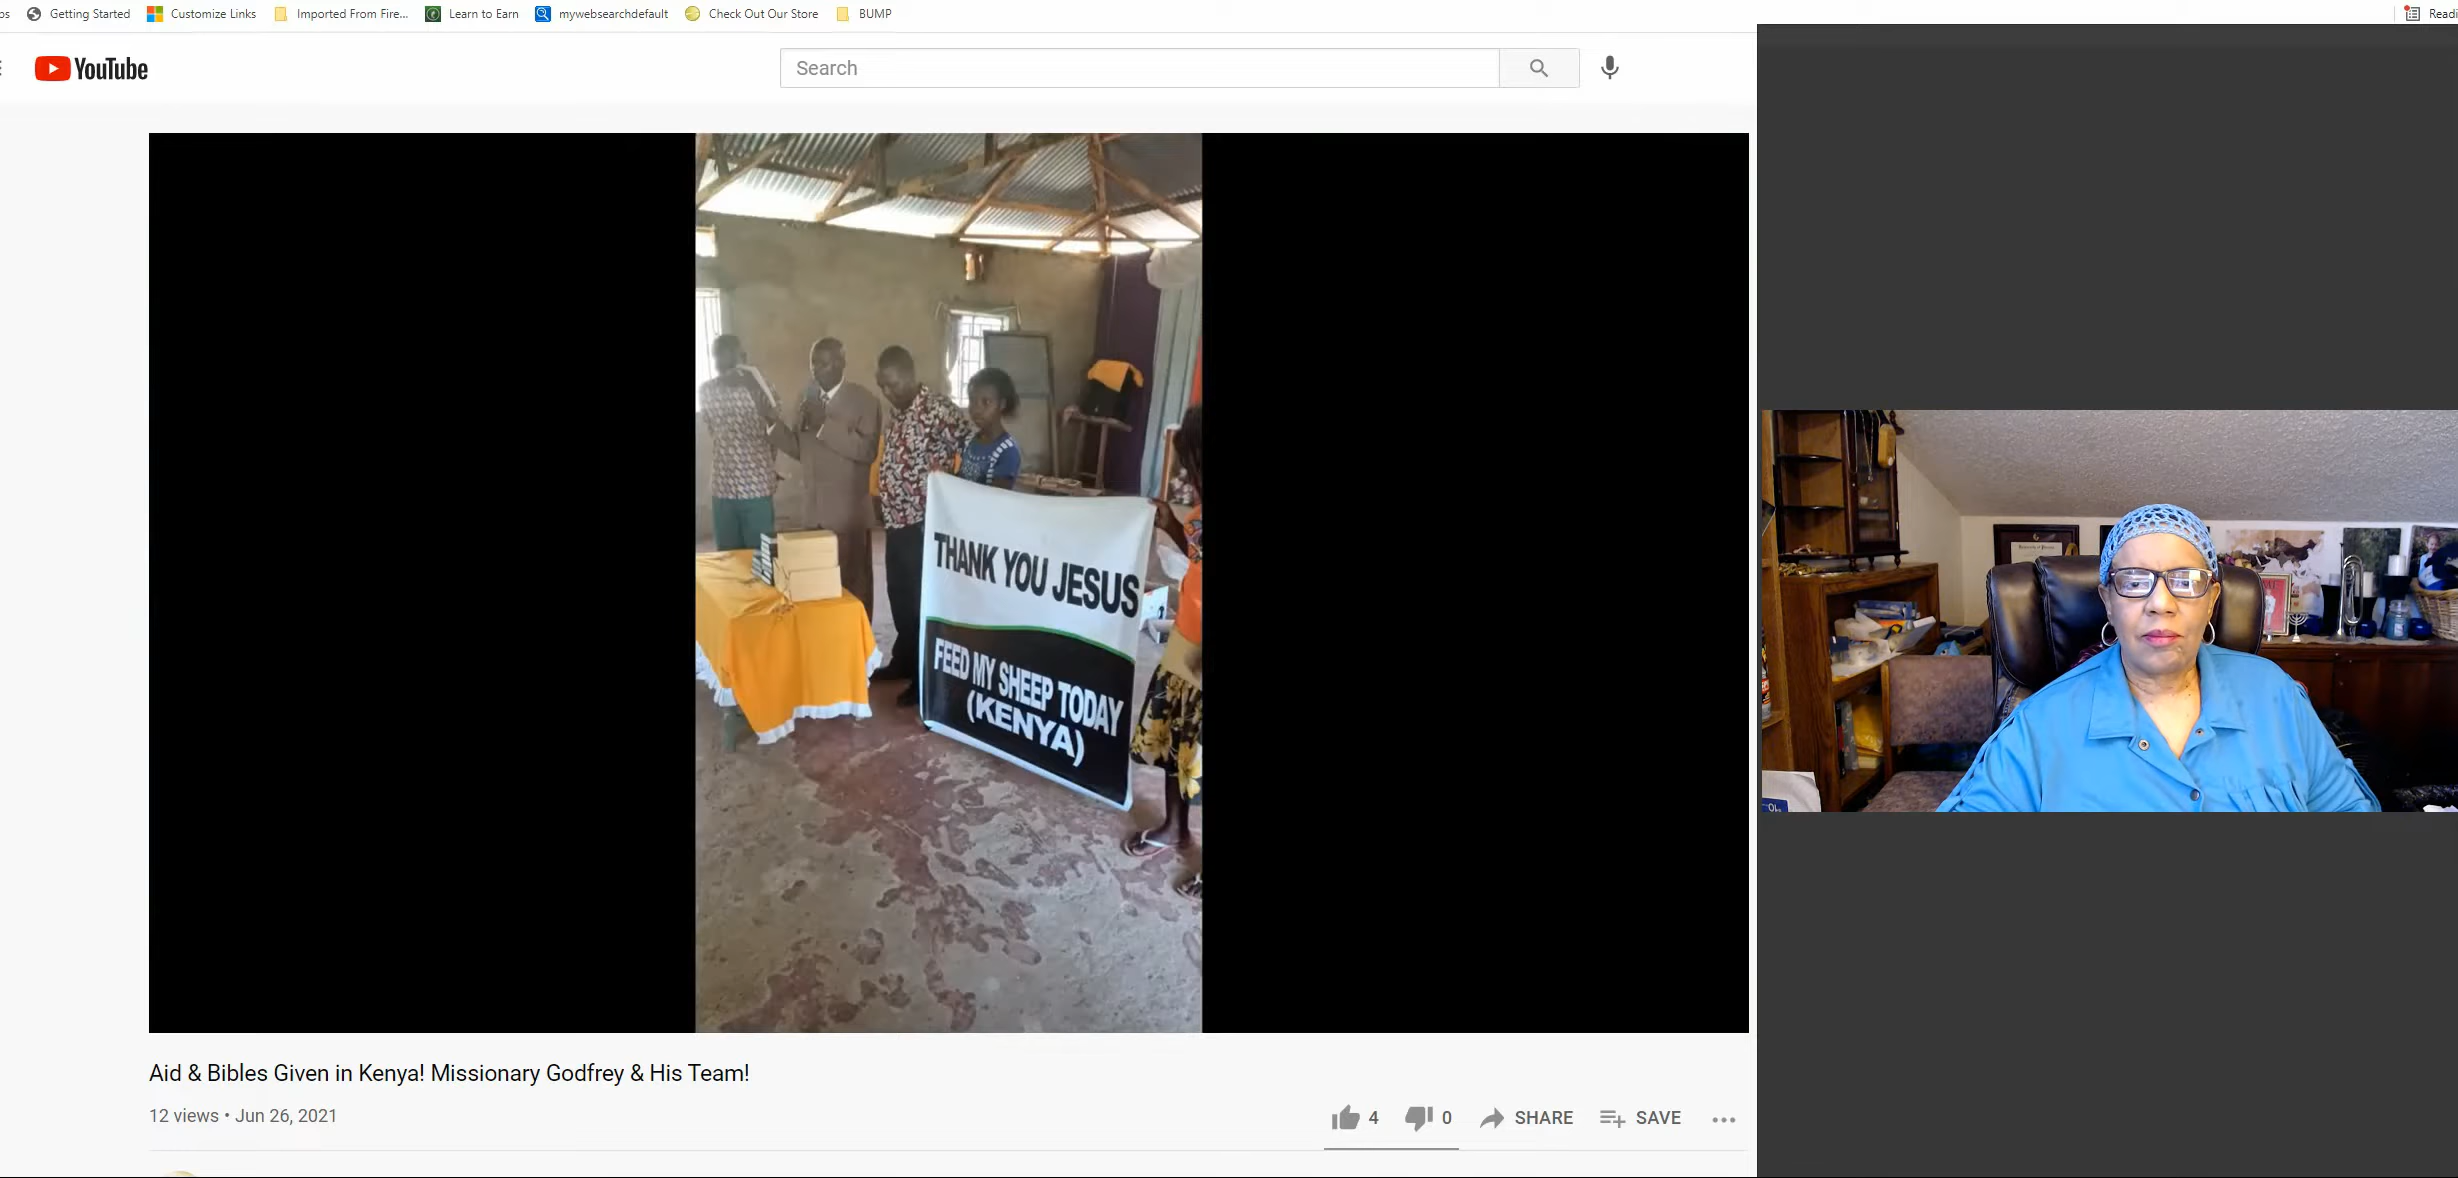 Getting Started
Customize Links
Imported From Fire...
Learn to Earn
mywebsearchdefault
Check Out Our Store
BUMP
YouTube
Search
THANK YOU JESUS
FEED MY SHEEP TODAY
(KENYA)
Aid & Bibles Given in Kenya! Missionary Godfrey & His Team!
12 views • Jun 26, 2021
4
0
SHARE
SAVE